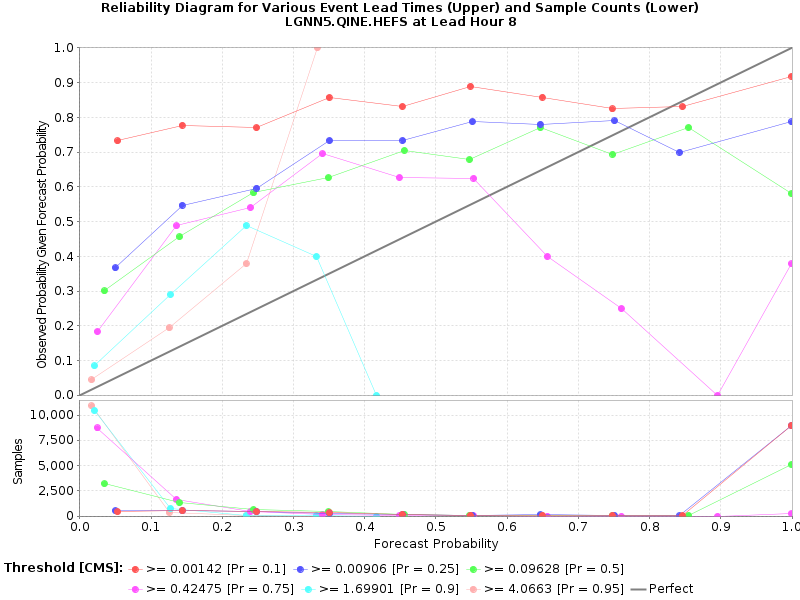 Reliability Diagram for Various Event Lead Times (Upper) and Sample Counts (Lower)
LGNN5.QINE.HEFS at Lead Hour 8
Observed Probability Given Forecast Probability
1.0
0.9
0.8
0.7
0.6
0.5
0.4
0.3
0.2
0.1
0.0
Samples
10,000
7,500
5,000
2,500
0
0.0 0.1 0.2 0.3 0.4 0.5 0.6 0.7 0.8 0.9 1.0
Forecast Probability
Threshold [CMS]: >= 0.00142 [Pr = 0.1] >= 0.00906 [Pr = 0.25] >= 0.09628 [Pr = 0.5]
>= 0.42475 [Pr = 0.75] >= 1.69901 [Pr = 0.9] >= 4.0663 [Pr = 0.95] Perfect